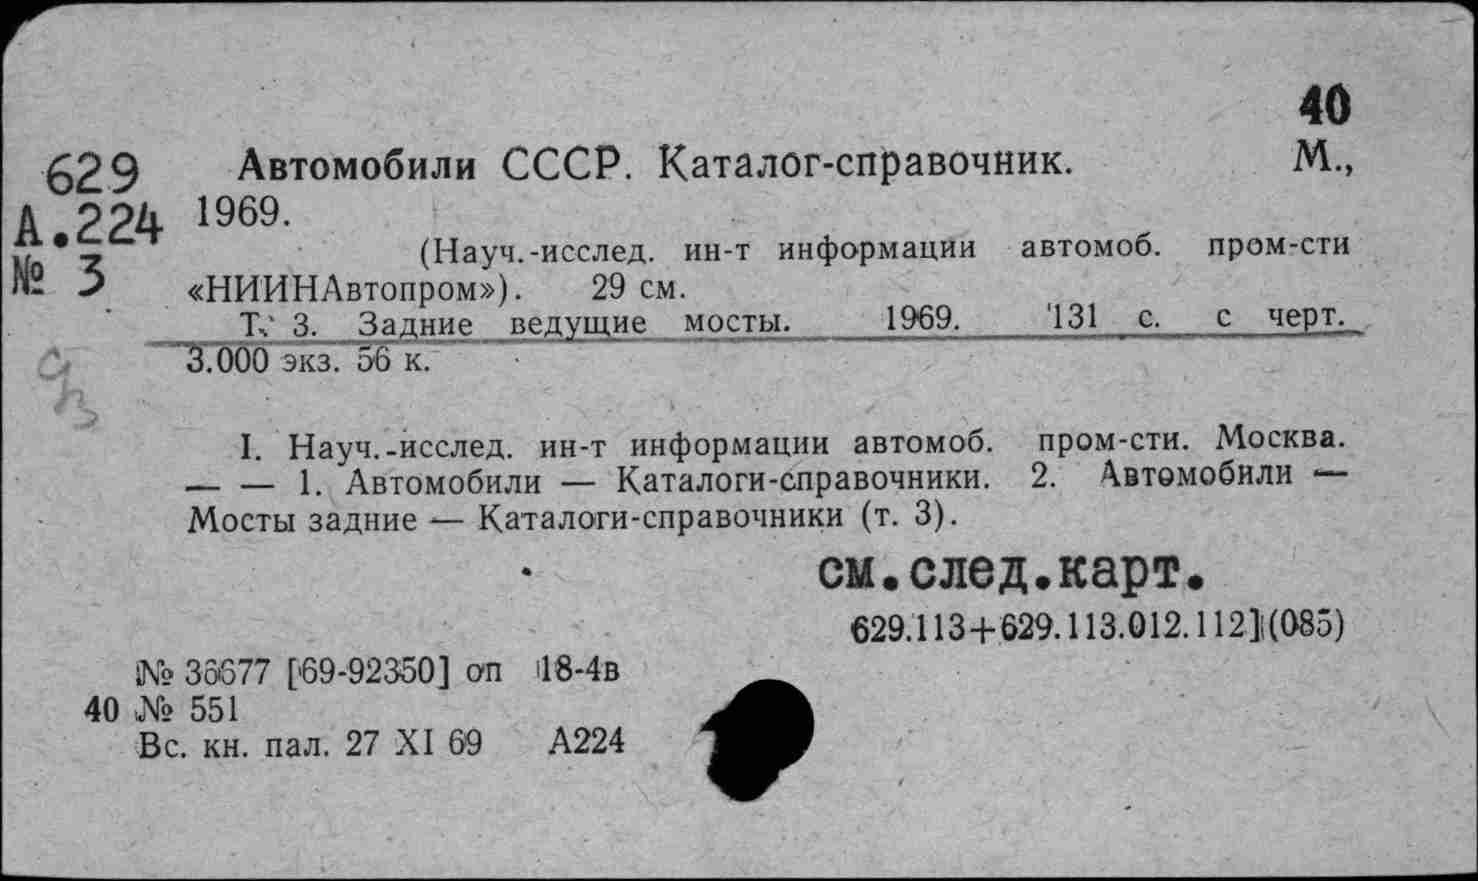 40
629 Автомобили СССР. Каталог-справочник. М.,
А.224 1969.
(Науч.-исслед. ин-т информации автомоб. пром-сти
№ 3 «НИИНАвтопром»). 29 см.
Т. 3. Задние ведущие мосты. 1969. 131 с. с черт.
3.000 экз. 56 к.
I. Науч.-исслед. ин-т информации автомоб. пром-сти. Москва.
— — 1. Автомобили — Каталоги-справочники. 2. Автомобили —
Мосты задние — Каталоги-справочники (т. 3).
см.след.карт.
629.113+629.113.012.112](085)
№ 36677 [69-92350] оп 18-4в
40 № 551
Вс. кн. пал. 27 XI 69 А224